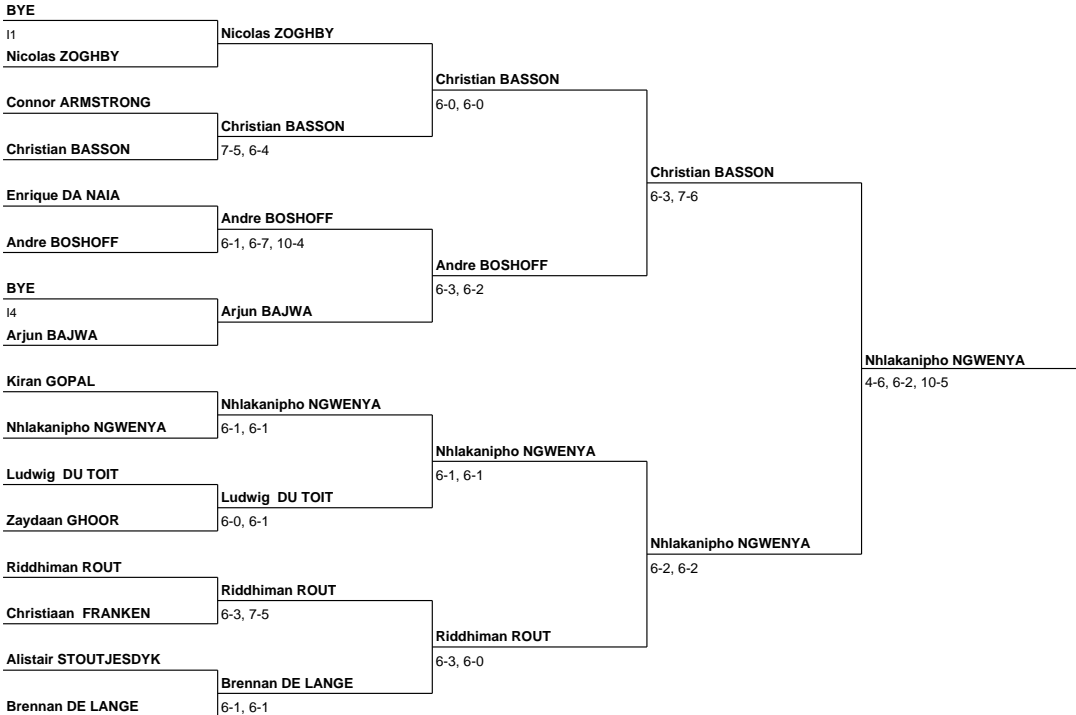 BYE
I1
Nicolas ZOGHBY
Nicolas ZOGHBY
Connor ARMSTRONG
Christian BASSON
Christian BASSON
7-5, 6-4
Christian BASSON
6-0, 6-0
Enrique DA NAIA
Andre BOSHOFF
Andre BOSHOFF
6-1, 6-7, 10-4
BYE
I4
Arjun BAJWA
Arjun BAJWA
Andre BOSHOFF
6-3, 6-2
Christian BASSON
6-3, 7-6
Kiran GOPAL
Nhlakanipho NGWENYA
Nhlakanipho NGWENYA
6-1, 6-1
Ludwig  DU TOIT
Zaydaan GHOOR
Ludwig  DU TOIT
6-0, 6-1
Nhlakanipho NGWENYA
6-1, 6-1
Riddhiman ROUT
Christiaan  FRANKEN
Riddhiman ROUT
6-3, 7-5
Alistair STOUTJESDYK
Brennan DE LANGE
Brennan DE LANGE
6-1, 6-1
Riddhiman ROUT
6-3, 6-0
Nhlakanipho NGWENYA
6-2, 6-2
Nhlakanipho NGWENYA
4-6, 6-2, 10-5